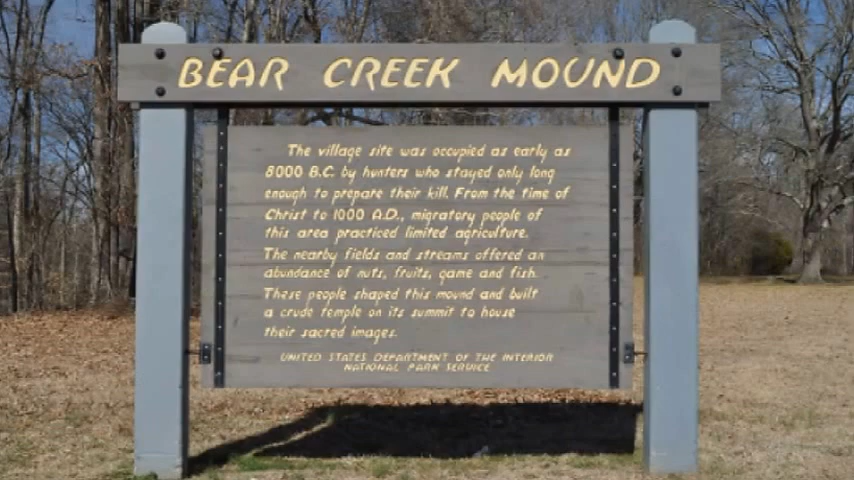 BEAR CREEK MOUND
The village site was occupied as early as
8000 B.C. by hunters who stayed only long
enough to prepare their kill. From the time of
Christ to 1000 A.D., migratory people of
this area practiced limited agriculture.
The nearby fields and streams offered an
abundance of nuts, fruits, game and fish.
These people shaped this mound and built
a crude temple on its summit to house
their sacred images.
UNITED STATES DEPARTMENT OF THE INTERIOR
NATIONAL PARK SERVICE